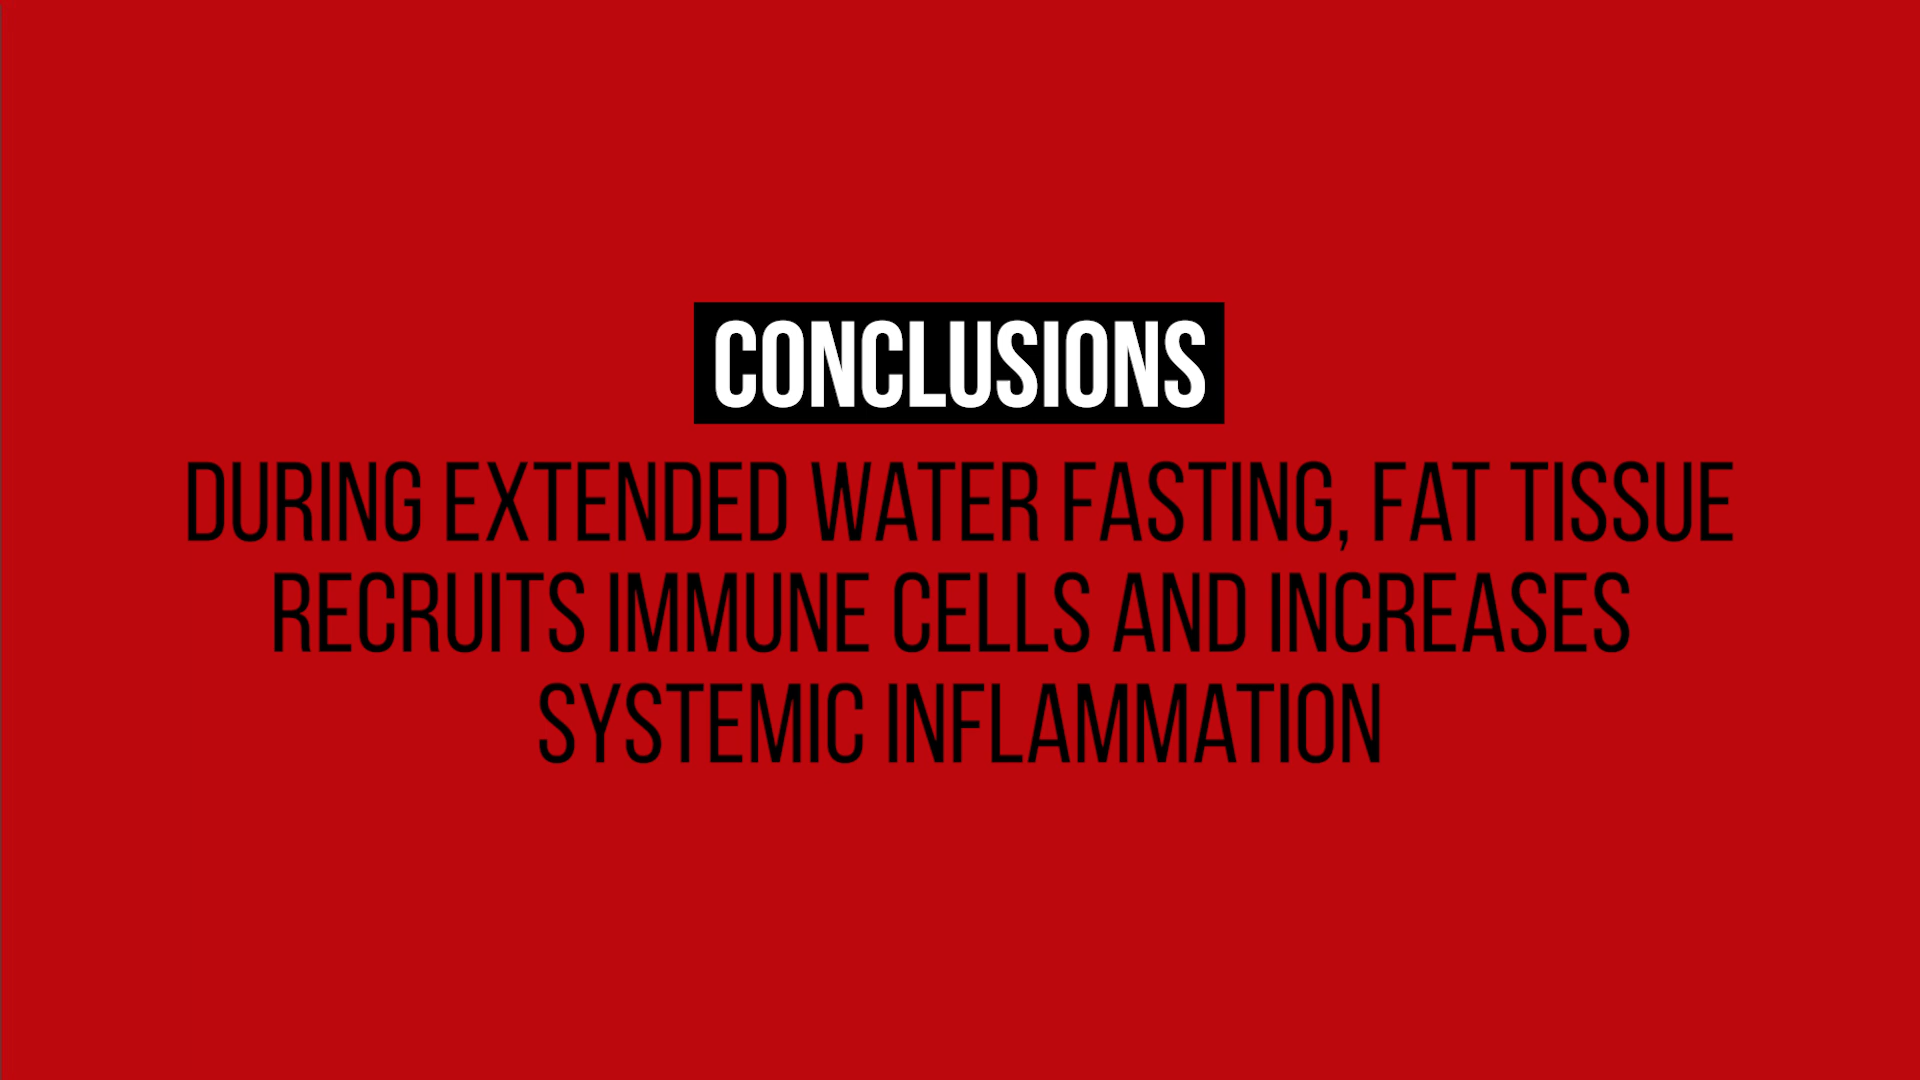 CONCLUSIONS
DURING EXTENDED WATER FASTING, FAT TISSUE
RECRUITS IMMUNE CELLS AND INCREASES
SYSTEMIC INFLAMMATION